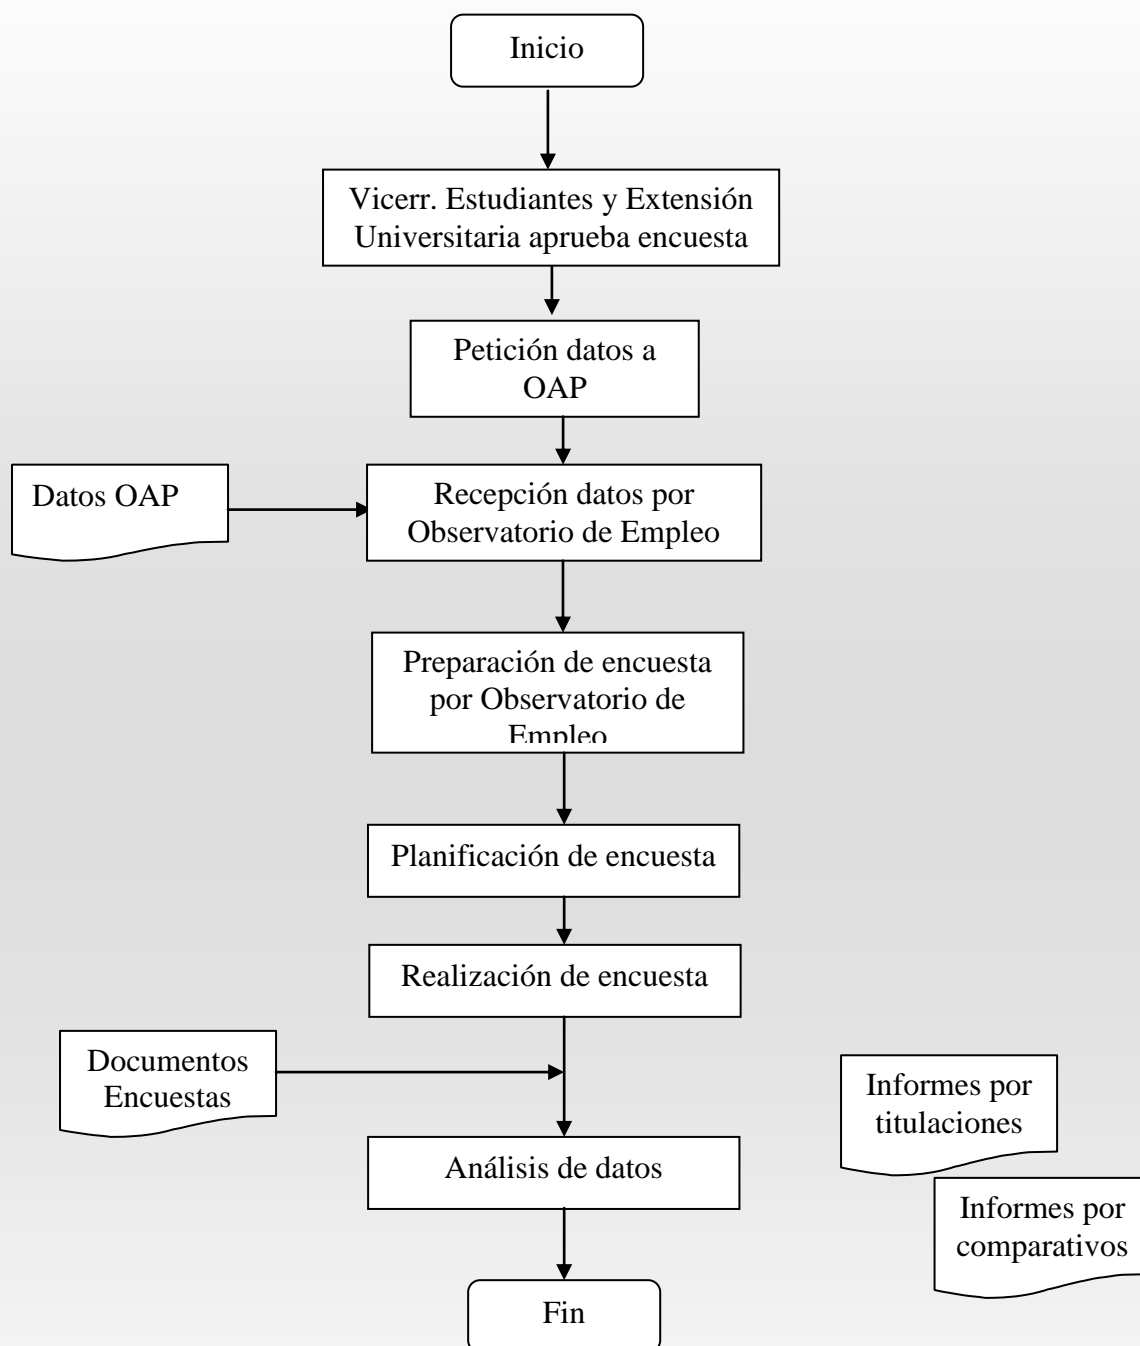 Inicio
Vicerr. Estudiantes y Extensión
Universitaria aprueba encuesta
Petición datos a
OAP
Datos OAP
Recepción datos por
Observatorio de Empleo
Preparación de encuesta
por Observatorio de
Empleo
Planificación de encuesta
Realización de encuesta
Documentos
Encuestas
Informes por
titulaciones
Análisis de datos
Informes por
comparativos
Fin